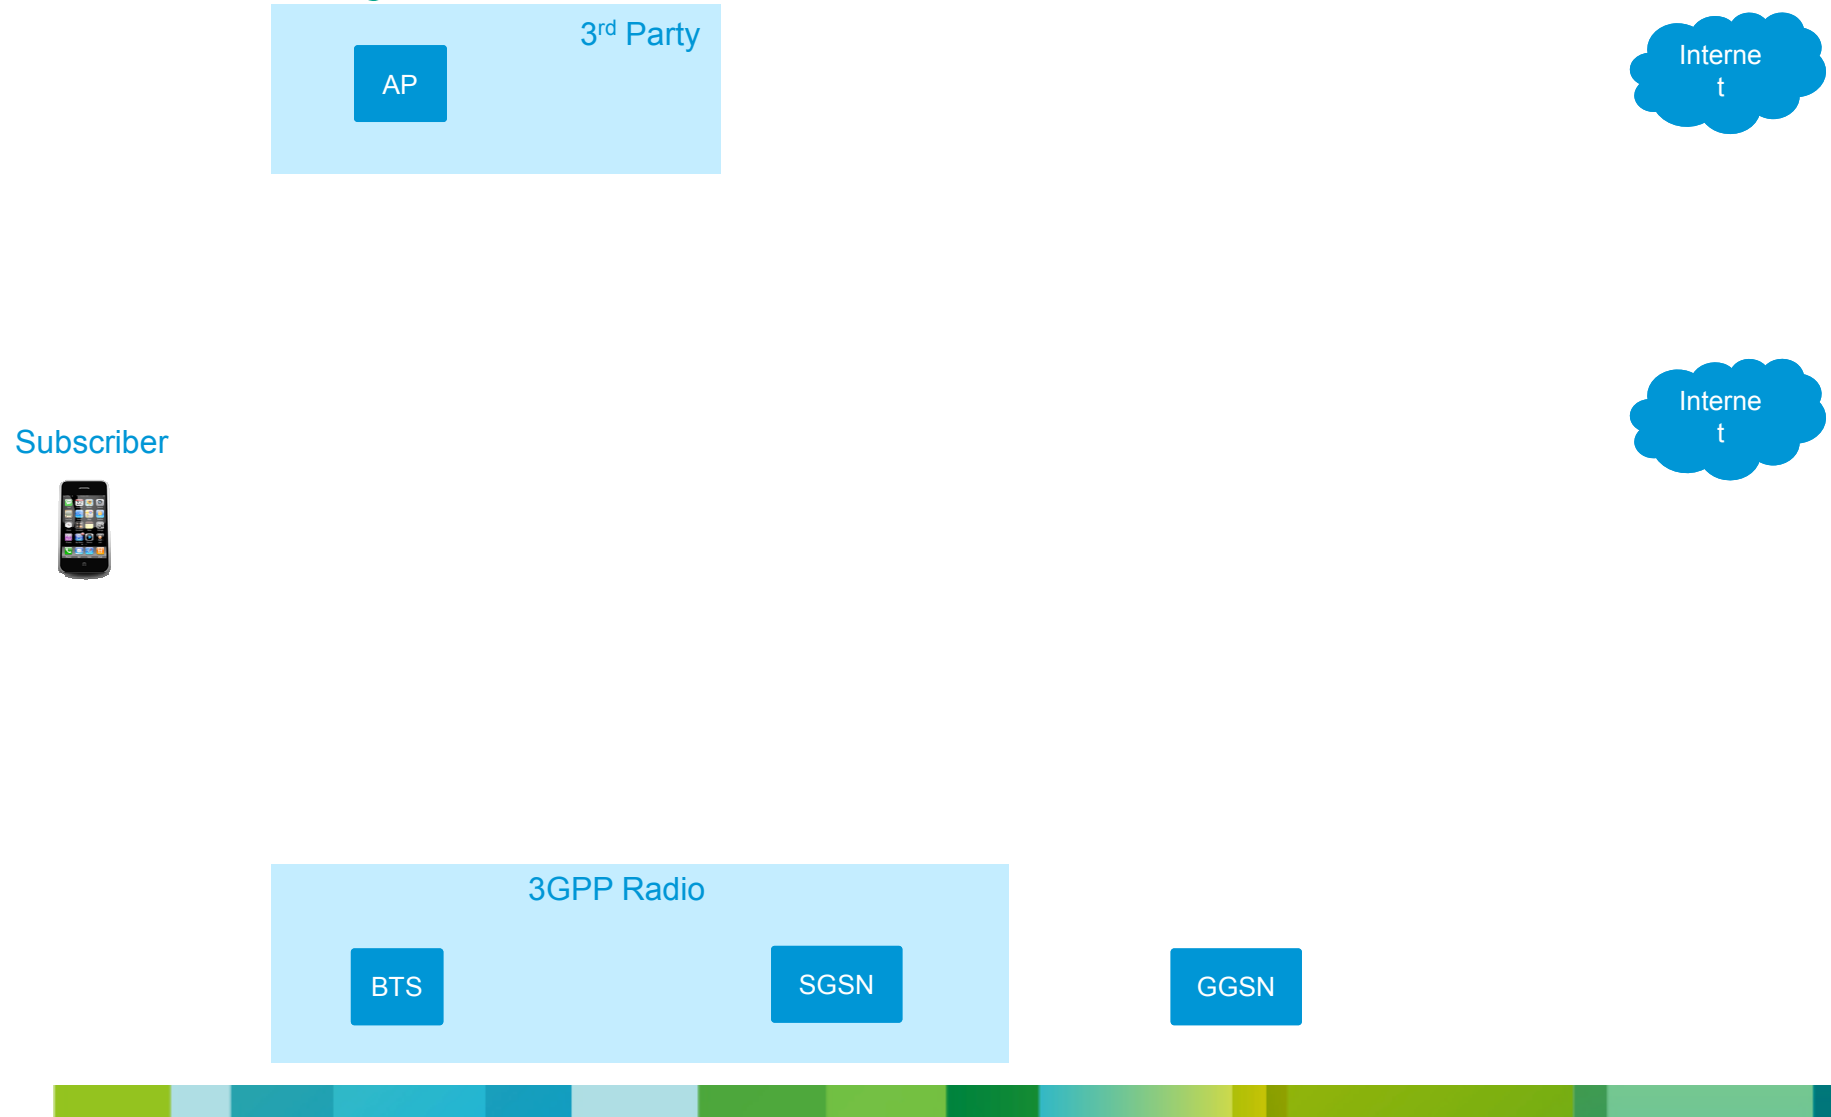 3rd Party
AP
Interne
t
Interne
t
Subscriber
3GPP Radio
BTS
SGSN
GGSN